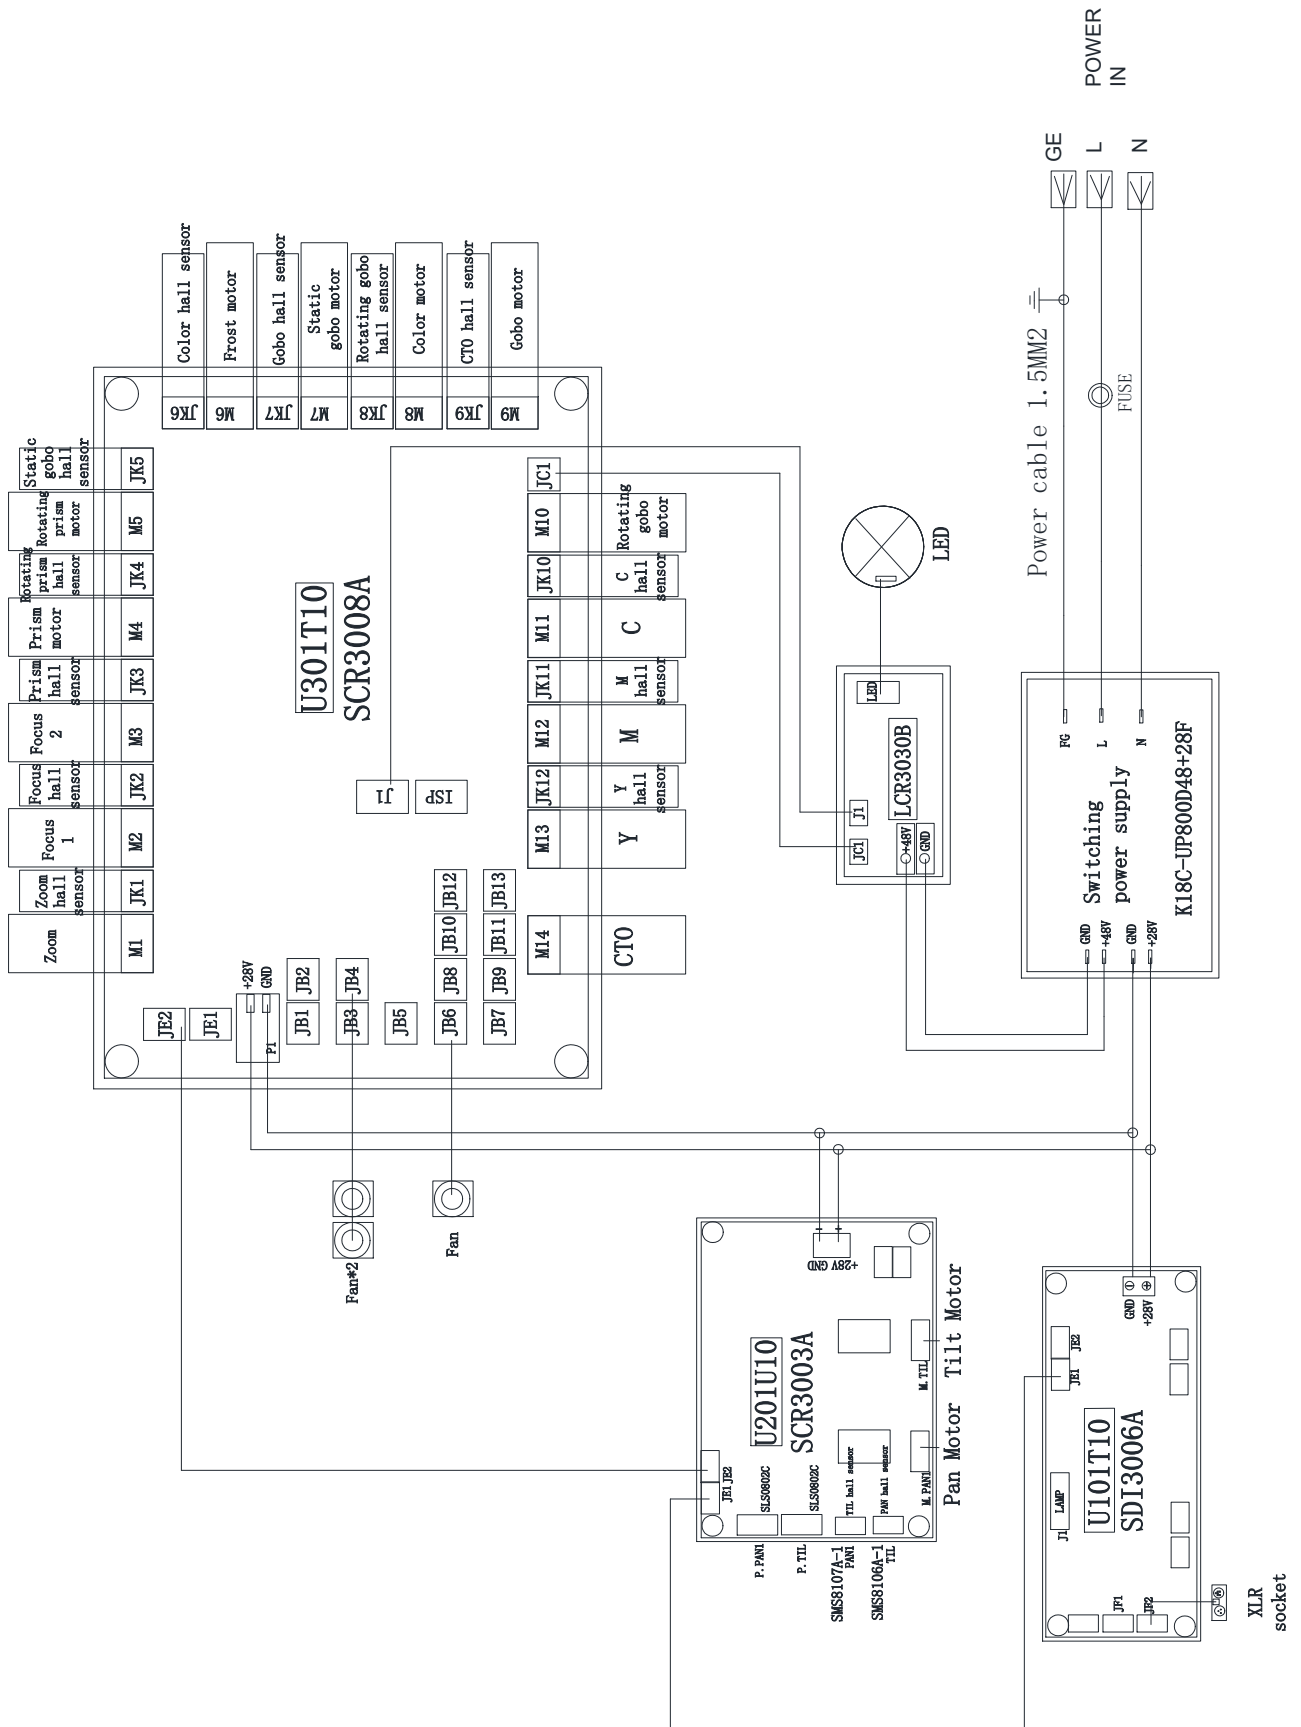 POWER
IN
GE
L
N
Power cable 1.5MM2
FUSE
Color hall sensor
Frost motor
Gobo hall sensor
Static
gobo motor
Rotating gobo
hall sensor
Color motor
CTO hall sensor
Gobo motor
JK6
M6
JK7
M7
JK8
M8
JK9
M9
Static
gobo
hall
sensor
JK5
Rotating
prism
motor
M5
Rotating
prism
hall
sensor
JK4
Prism
motor
M4
Prism
hall
sensor
JK3
Focus
2
M3
Focus
hall
sensor
JK2
Focus
1
M2
Zoom
hall
sensor
JK1
Zoom
M1
U301T10
SCR3008A
J1
ISP
JC1
M10
Rotating
gobo
motor
JK10
C
hall
sensor
M11
C
JK11
M
hall
sensor
M12
M
JK12
Y
hall
sensor
M13
Y
M14
CTO
JE2
JE1
+28V
GND
P1
JB2
JB1
JB4
JB3
JB5
JB12
JB10
JB8
JB6
JB13
JB11
JB9
JB7
Fan*2
Fan
LED
LED
LCR3030B
J1
JC1
+48V
GND
FG
L
N
Switching
power supply
K18C-UP800D48+28F
GND
+48V
GND
+28V
U201U10
SCR3003A
+28V GND
JE1
JE2
SLS0802C
P.PAN1
SLS0802C
P.TIL
TIL hall sensor
SMS8107A-1
PAN1
PAN hall sensor
SMS8106A-1
TIL
M.TIL
M.PAN1
Pan Motor
Tilt Motor
U101T10
SDI3006A
GND
+28V
JE2
JE1
LAMP
J1
JF1
JF2
XLR
socket